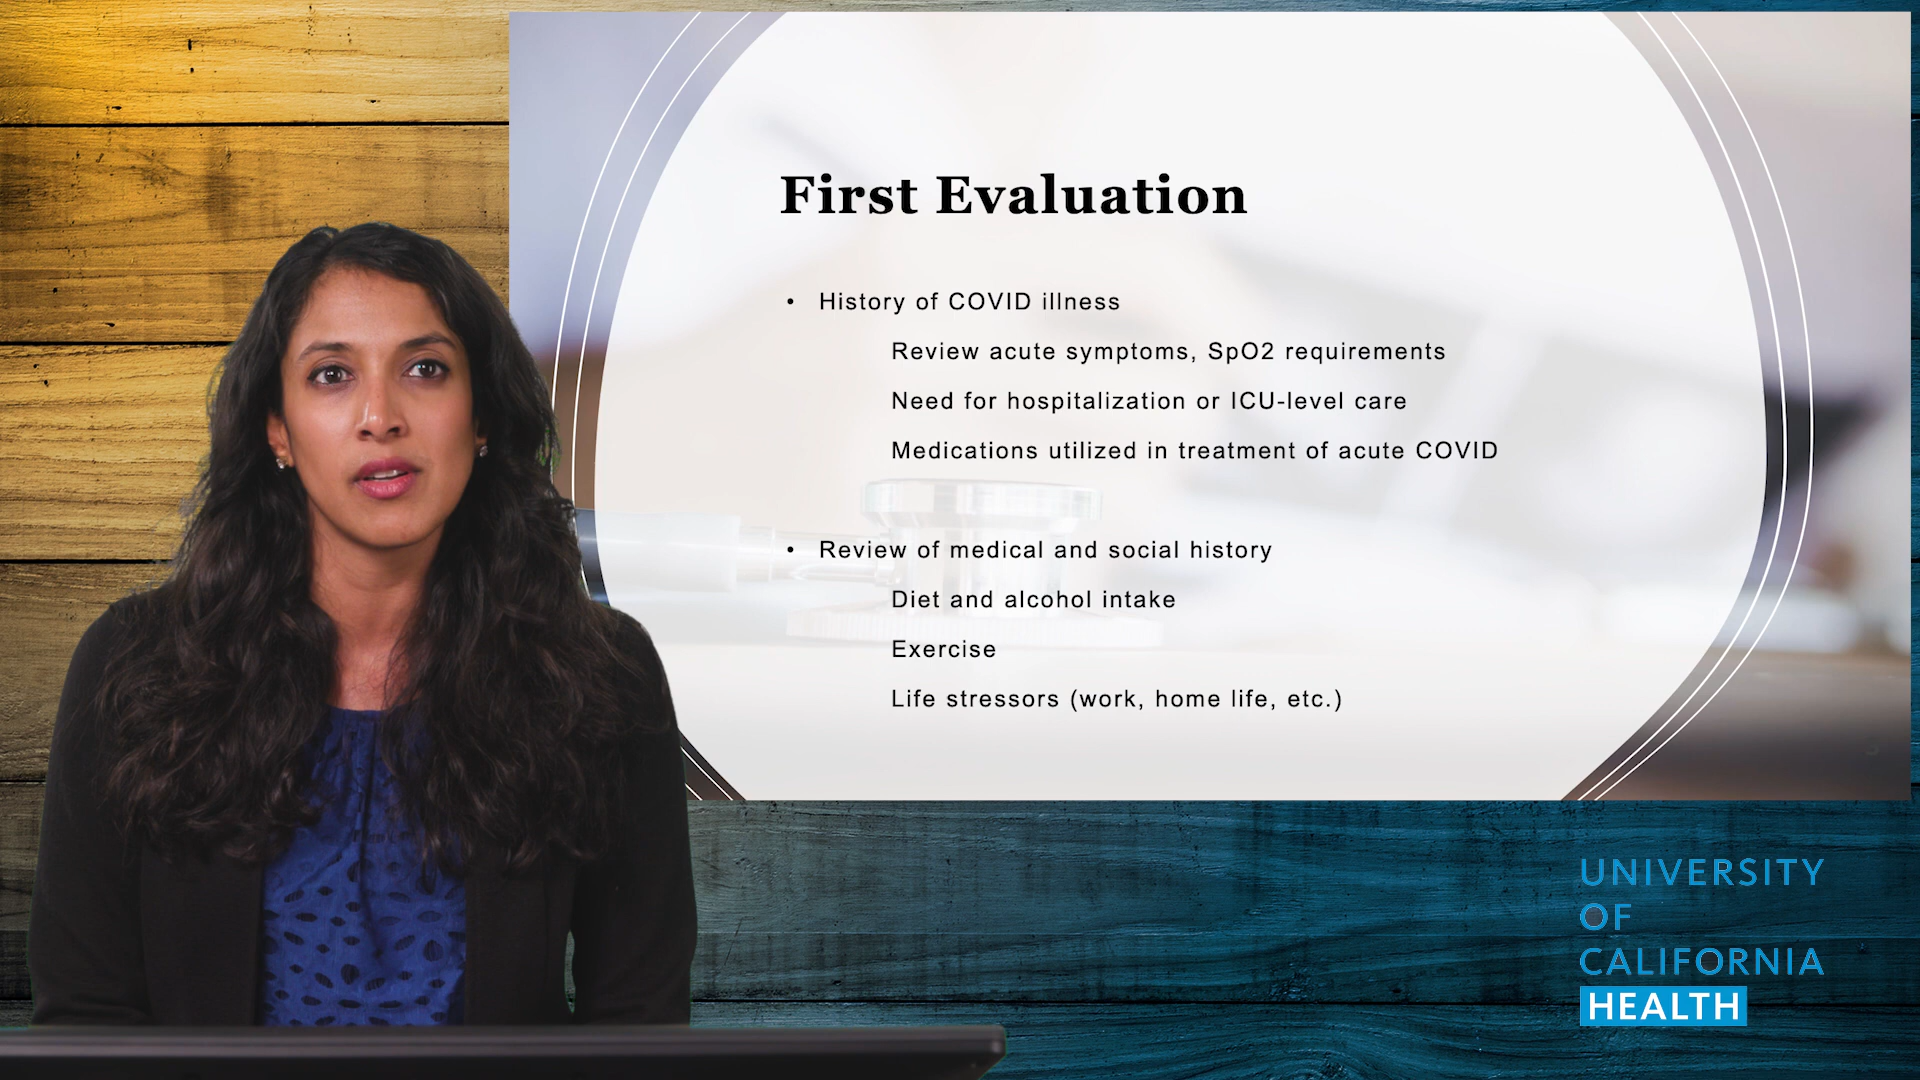 First Evaluation
• History of COVID illness
Review acute symptoms, SpO2 requirements
Need for hospitalization or ICU-level care
Medications utilized in treatment of acute COVID
• Review of medical and social history
Diet and alcohol intake
Exercise
Life stressors (work, home life, etc.)
UNIVERSITY
OF
CALIFORNIA
HEALTH